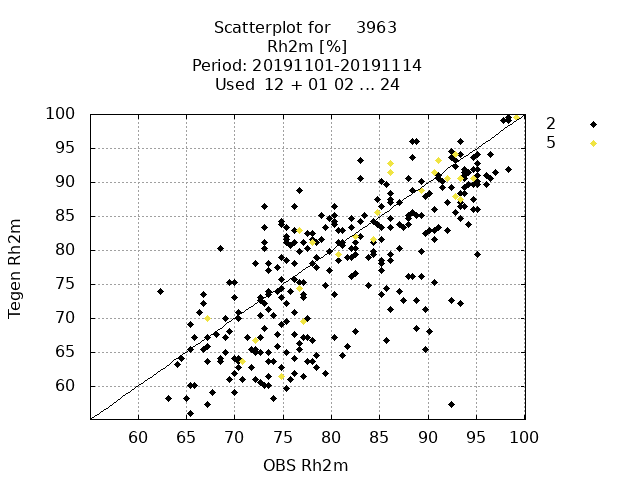 Scatterplot for 3963
Rh2m [%]
Period: 20191101-20191114
Used 12 + 01 02 ... 24
Tegen Rh2m
100
95
90
85
80
75
70
65
60
60 65 70 75 80 85 90 95 100
OBS Rh2m
2
5